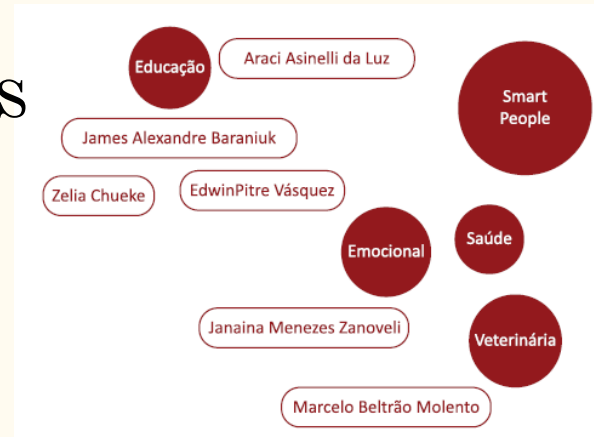 Educação
Araci Asinelli da Luz
s
Smart
People
James Alexandre Baraniuk
Zelia Chueke
EdwinPitre Vásquez
Emocional
Saúde
Janaina Menezes Zanoveli
Veterinária
Marcelo Beltrão Molento